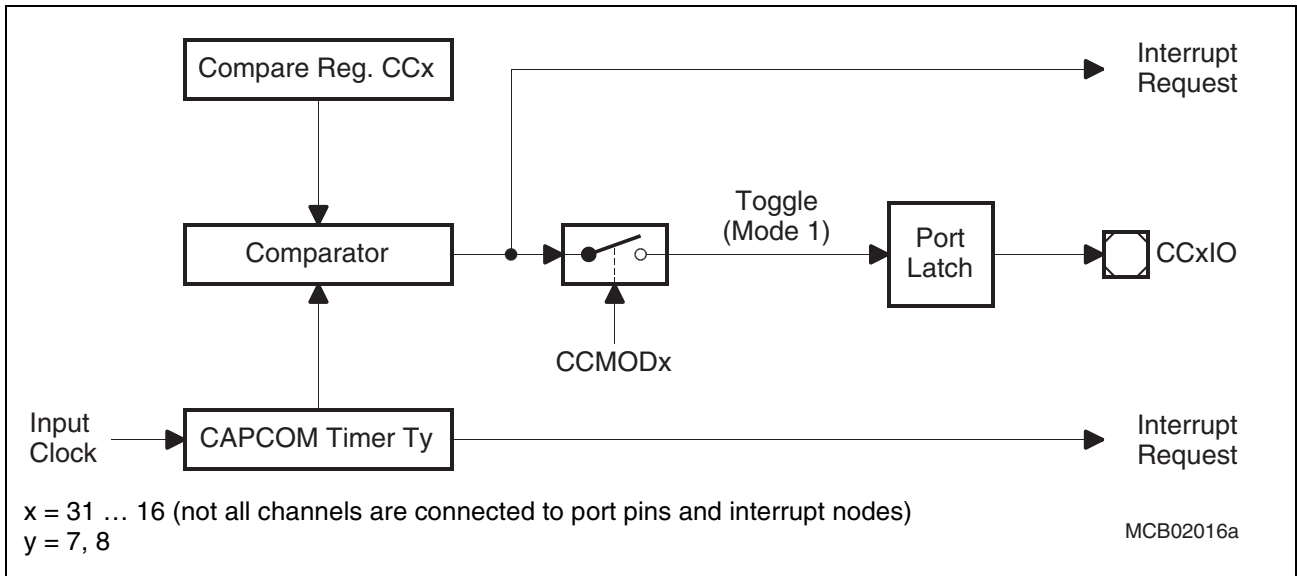 Compare Reg. CCx
Interrupt
Request
Toggle
(Mode 1)
Comparator
Port
Latch
CCxIO
CCMODx
Input
Clock
CAPCOM Timer Ty
Interrupt
Request
x = 31 … 16 (not all channels are connected to port pins and interrupt nodes)
y = 7, 8
MCB02016a